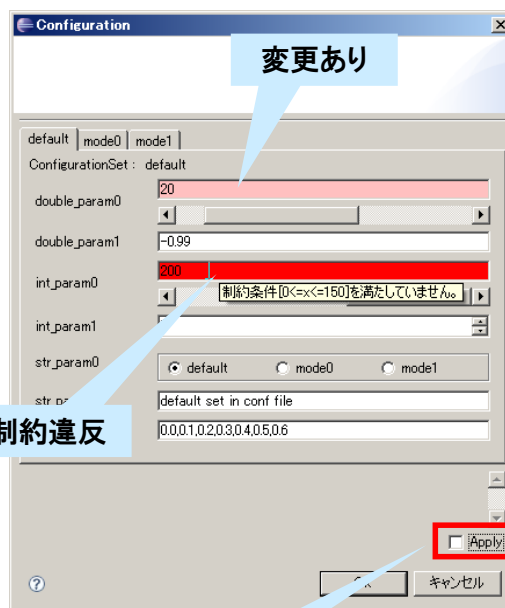 Configuration
変更あり
default mode0 mode1
ConfigurationSet : default
double_param0
20
double_param1
-0.99
int_param0
200
制約条件[0<=x<=150]を満たしていません。
int_param1
str_param0
default mode0 mode1
default set in conf file
制約違反
0.0,0.1,0.2,0.3,0.4,0.5,0.6
Apply
キャンセル